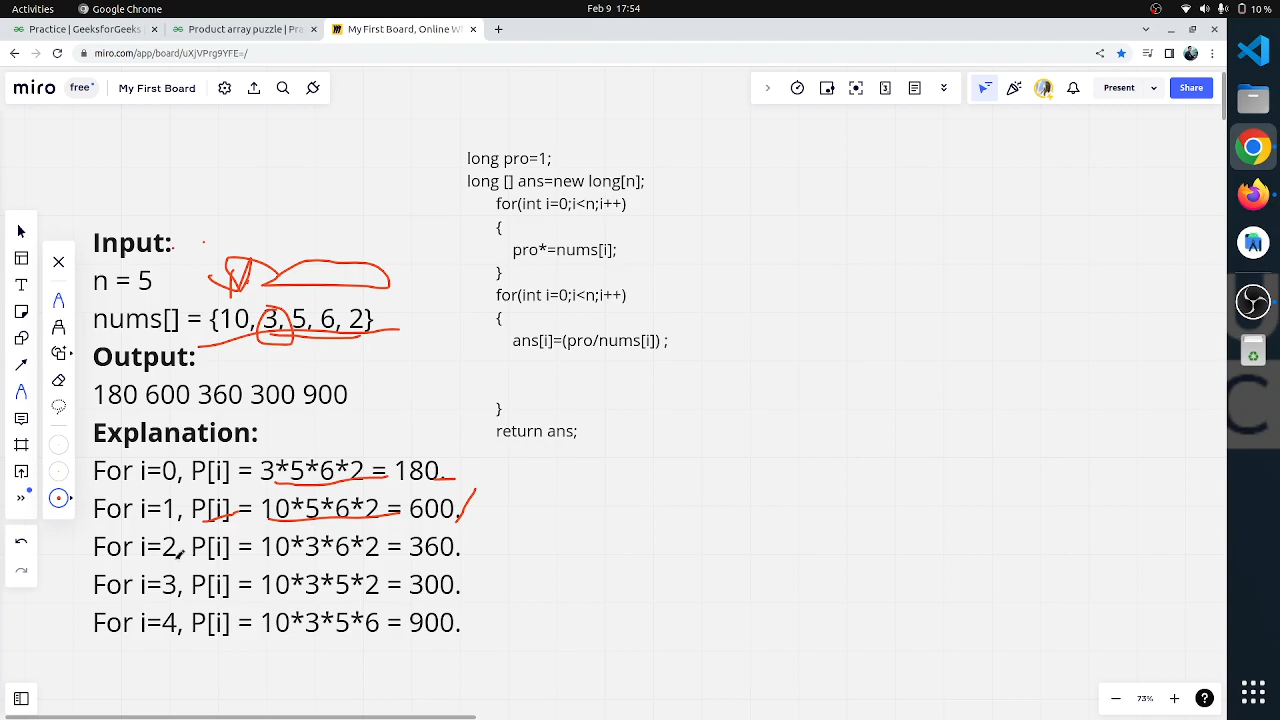 Activities
Google Chrome
Feb 9 17:54
10 %
Practice | GeeksforGeeks
Product array puzzle | Pra
My First Board, Online W
miro.com/app/board/uXjVPrg9YFE=/
miro
free
My First Board
Present
Share
long pro=1;
long [] ans=new long[n];
for(int i=0;i<n;i++)
{
pro*=nums[i];
}
for(int i=0;i<n;i++)
{
ans[i]=(pro/nums[i]) ;
}
return ans;
Input:
n = 5
nums[] = {10, 3, 5, 6, 2}
Output:
180 600 360 300 900
Explanation:
For i=0, P[i] = 3*5*6*2 = 180.
For i=1, P[i] = 10*5*6*2 = 600.
For i=2, P[i] = 10*3*6*2 = 360.
For i=3, P[i] = 10*3*5*2 = 300.
For i=4, P[i] = 10*3*5*6 = 900.
73%